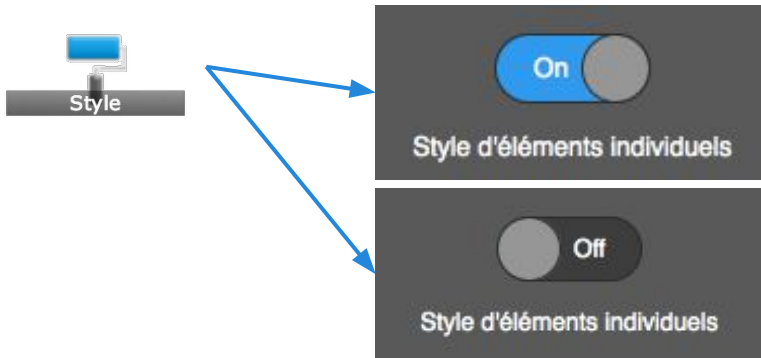 Style
On
Style d'éléments individuels
Off
Style d'éléments individuels